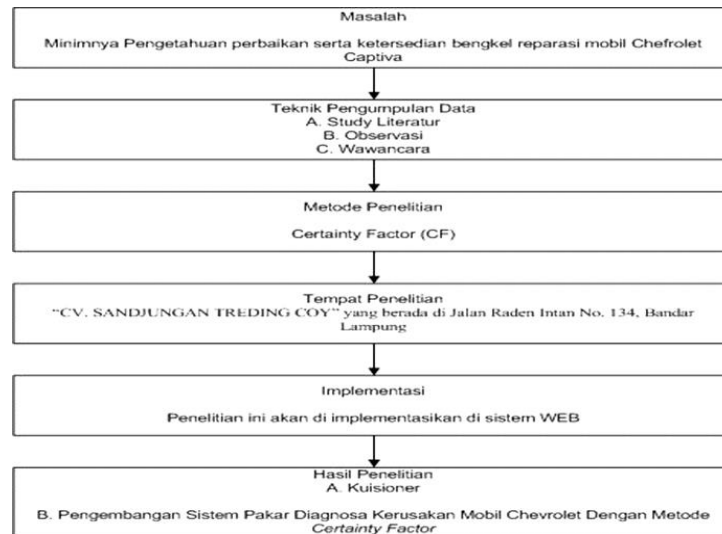 Masalah
Minimnya Pengetahuan perbaikan serta ketersedian bengkel reparasi mobil Chefrolet
Captiva
Teknik Pengumpulan Data
A. Study Literatur
B. Observasi
C. Wawancara
Metode Penelitian
Certainty Factor (CF)
Tempat Penelitian
“CV. SANDJUNGAN TREDING COY” yang berada di Jalan Raden Intan No. 134, Bandar
Lampung
Implementasi
Penelitian ini akan di implementasikan di sistem WEB
Hasil Penelitian
A. Kuisioner
B. Pengembangan Sistem Pakar Diagnosa Kerusakan Mobil Chevrolet Dengan Metode
Certainty Factor